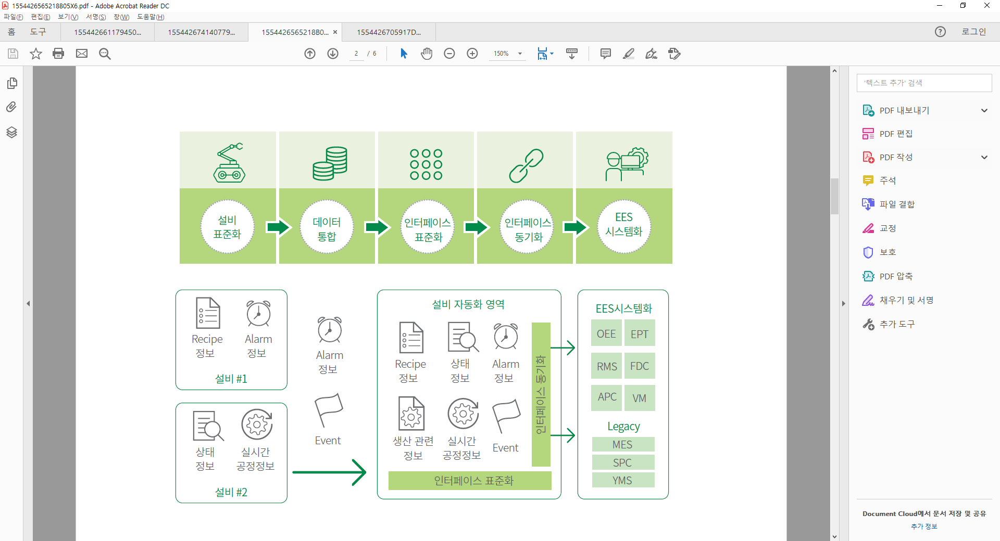 1554426565218B05X6.pdf - Adobe Acrobat Reader DC
파일(F) 편집(E) 보기(V) 서명(S) 창(W) 도움말(H)
홈 도구 155442661179450... 155442674140779... 1554426565218B0... × 1554426705917D... ? 로그인
2 / 6 150%
'텍스트 추가' 검색
PDF 내보내기
PDF 편집
PDF 작성
주석
파일 결합
교정
보호
PDF 압축
채우기 및 서명
추가 도구
Document Cloud에서 문서 저장 및 공유
추가 정보
설비
표준화
데이터
통합
인터페이스
표준화
인터페이스
동기화
EES
시스템화
Recipe
정보
Alarm
정보
설비 #1
상태
정보
실시간
공정정보
설비 #2
Alarm
정보
Event
설비 자동화 영역
Recipe
정보
상태
정보
Alarm
정보
생산 관련
정보
실시간
공정정보
Event
인터페이스 동기화
인터페이스 표준화
EES시스템화
OEE EPT
RMS FDC
APC VM
Legacy
MES
SPC
YMS